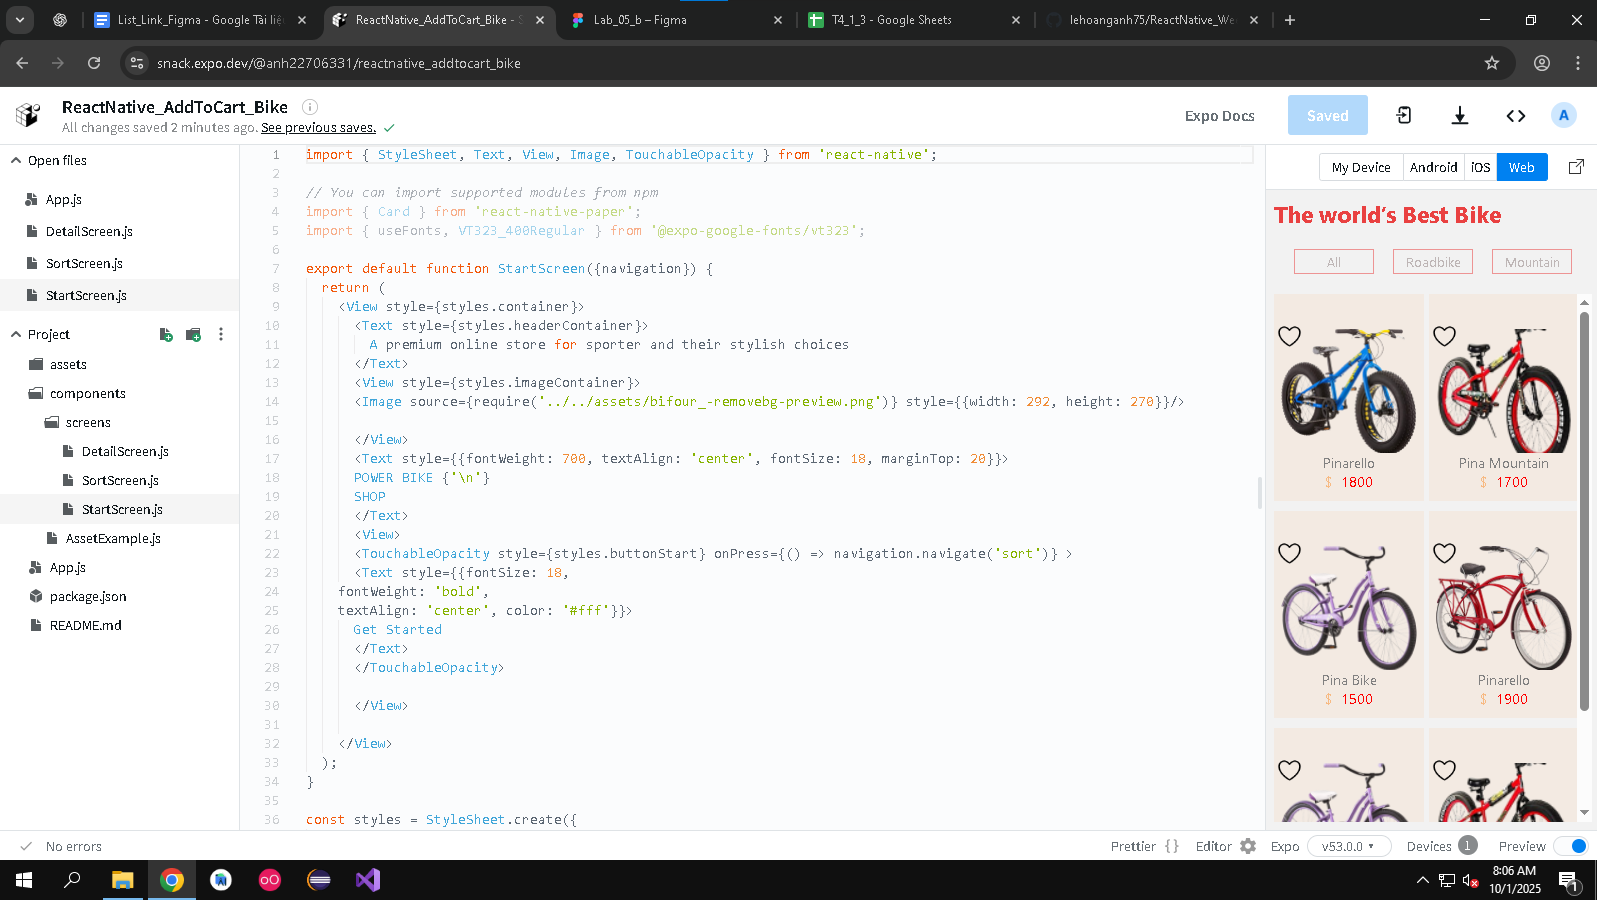 List_Link_Figma - Google Tài liệu
ReactNative_AddToCart_Bike - S
Lab_05_b – Figma
T4_1_3 - Google Sheets
lehoanganh75/ReactNative_We
snack.expo.dev/@anh22706331/reactnative_addtocart_bike
ReactNative_AddToCart_Bike
All changes saved 2 minutes ago. See previous saves.
Expo Docs
Saved
A
Open files
App.js
DetailScreen.js
SortScreen.js
StartScreen.js
Project
assets
components
screens
DetailScreen.js
SortScreen.js
StartScreen.js
AssetExample.js
App.js
package.json
README.md
1 import { StyleSheet, Text, View, Image, TouchableOpacity } from 'react-native';
2
3 // You can import supported modules from npm
4 import { Card } from 'react-native-paper';
5 import { useFonts, VT323_400Regular } from '@expo-google-fonts/vt323';
6
7 export default function StartScreen({navigation}) {
8 return (
9 <View style={styles.container}>
10 <Text style={styles.headerContainer}>
11 A premium online store for sporter and their stylish choices
12 </Text>
13 <View style={styles.imageContainer}>
14 <Image source={require('../../assets/bifour_-removebg-preview.png')} style={{width: 292, height: 270}}/>
15
16 </View>
17 <Text style={{fontWeight: 700, textAlign: 'center', fontSize: 18, marginTop: 20}}>
18 POWER BIKE {'\n'}
19 SHOP
20 </Text>
21 <View>
22 <TouchableOpacity style={styles.buttonStart} onPress={() => navigation.navigate('sort')} >
23 <Text style={{fontSize: 18,
24 fontWeight: 'bold',
25 textAlign: 'center', color: '#fff'}}>
26 Get Started
27 </Text>
28 </TouchableOpacity>
29
30 </View>
31
32 </View>
33 );
34 }
35
36 const styles = StyleSheet.create({
My Device Android iOS Web
The world's Best Bike
All Roadbike Mountain
Pinarello
$ 1800
Pina Mountain
$ 1700
Pina Bike
$ 1500
Pinarello
$ 1900
No errors
Prettier {} Editor Expo v53.0.0 Devices 1 Preview
8:06 AM
10/1/2025
1